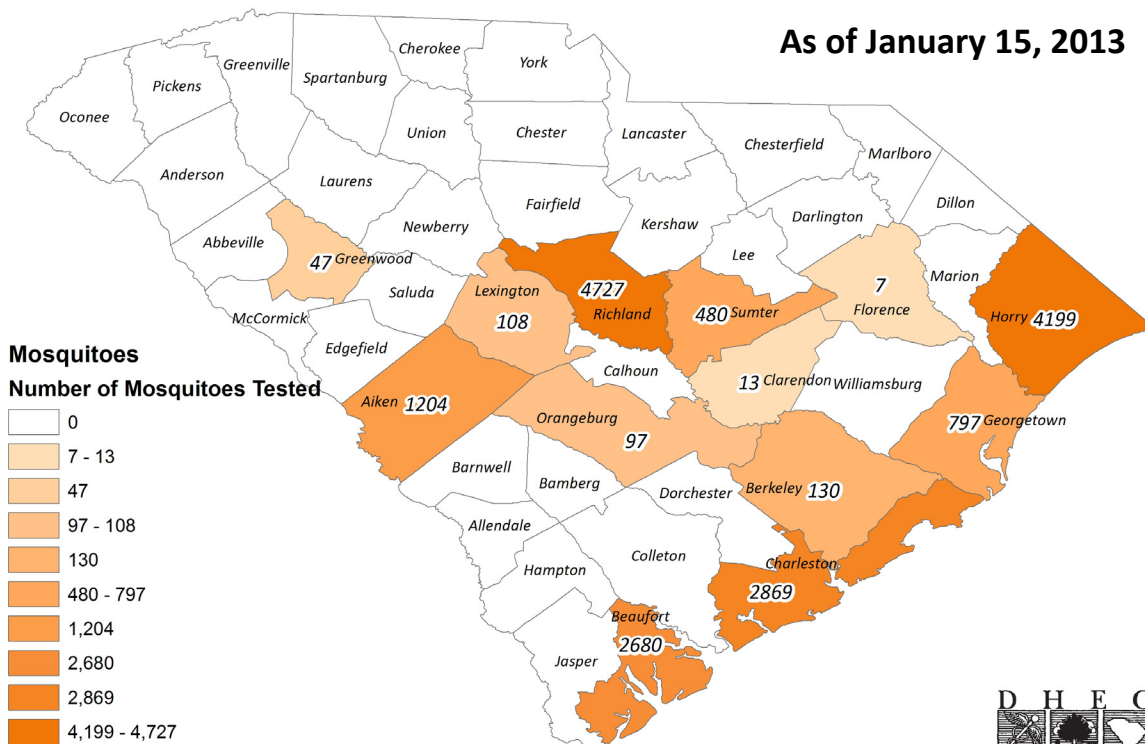 As of January 15, 2013
Cherokee
York
Greenville
Spartanburg
Pickens
Oconee
Union
Chester
Lancaster
Chesterfield
Marlboro
Anderson
Laurens
Fairfield
Dillon
Darlington
Kershaw
Newberry
Abbeville
Greenwood
47
Lee
Marion
7
Florence
Saluda
Lexington
108
4727
Richland
480 Sumter
Horry
4199
McCormick
Edgefield
Calhoun
13 Clarendon
Williamsburg
Aiken
1204
Orangeburg
97
797 Georgetown
Barnwell
Bamberg
Dorchester
Berkeley
130
Allendale
Colleton
Hampton
Charleston
2869
Beaufort
2680
Jasper
Mosquitoes
Number of Mosquitoes Tested
0
7 - 13
47
97 - 108
130
480 - 797
1,204
2,680
2,869
4,199 - 4,727
D H E C